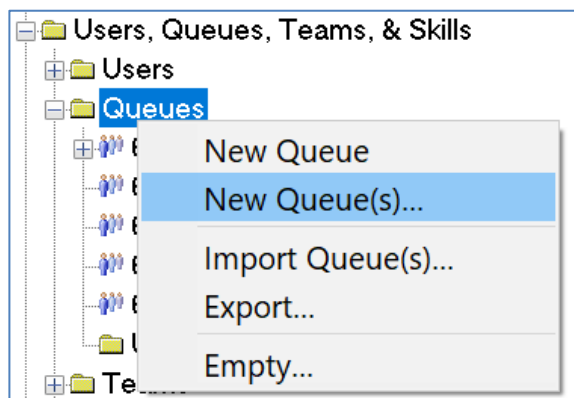 Users, Queues, Teams, & Skills
Users
Queues
New Queue
New Queue(s)...
Import Queue(s)...
Export...
Empty...